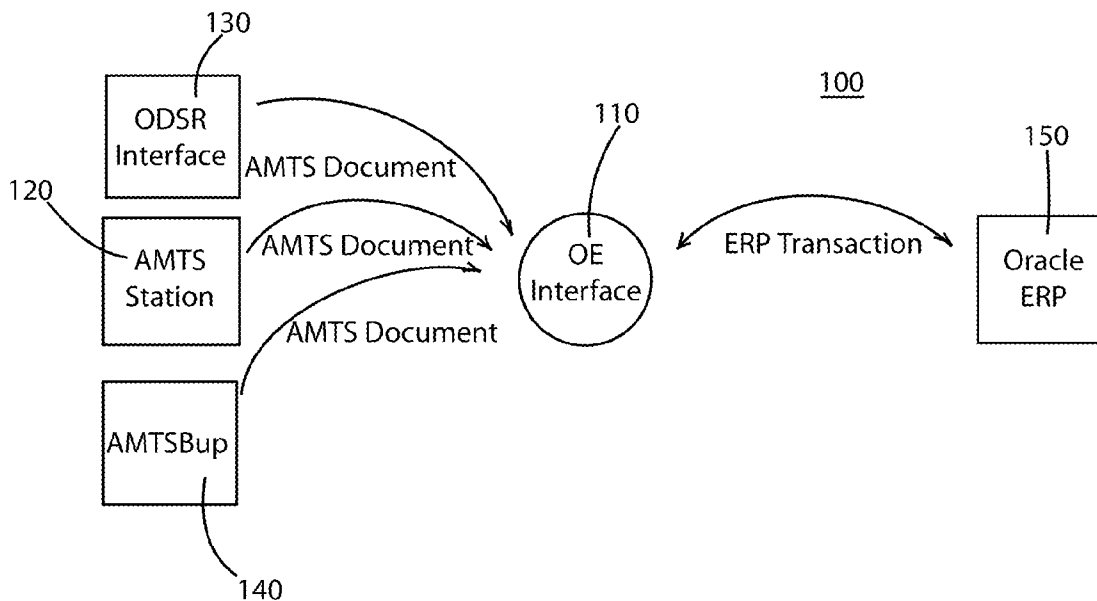 130
ODSR
Interface
100
110
150
AMTS Document
120
AMTS
Station
AMTS Document
OE
Interface
ERP Transaction
Oracle
ERP
AMTS Document
AMTSBup
140